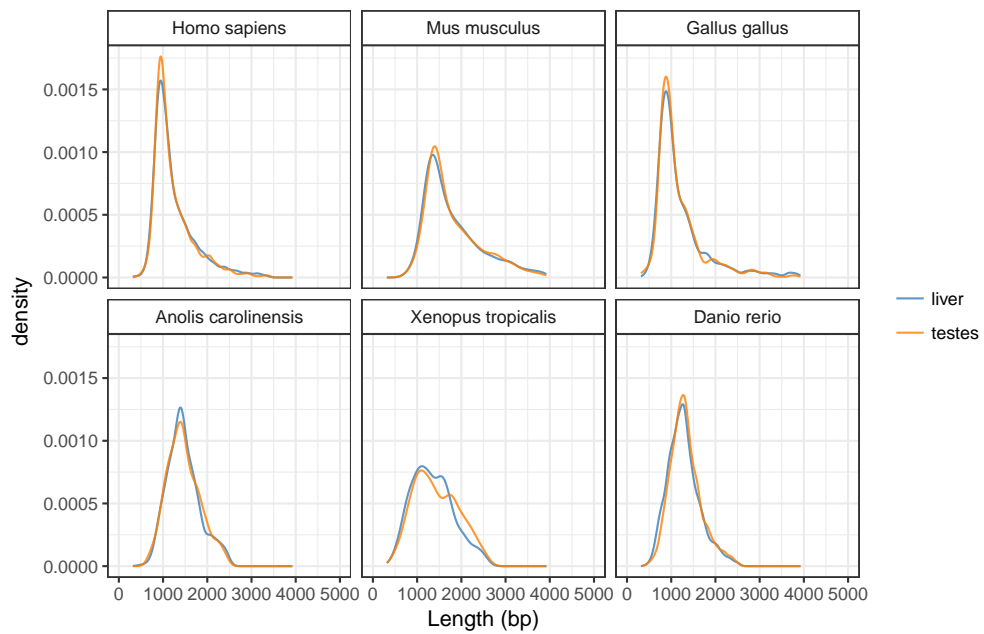 Homo sapiens
Mus musculus
Gallus gallus
0.0015
0.0010
0.0005
0.0000
Anolis carolinensis
Xenopus tropicalis
Danio rerio
0.0015
0.0010
0.0005
0.0000
0 1000 2000 3000 4000 5000
0 1000 2000 3000 4000 5000
0 1000 2000 3000 4000 5000
density
Length (bp)
liver
testes